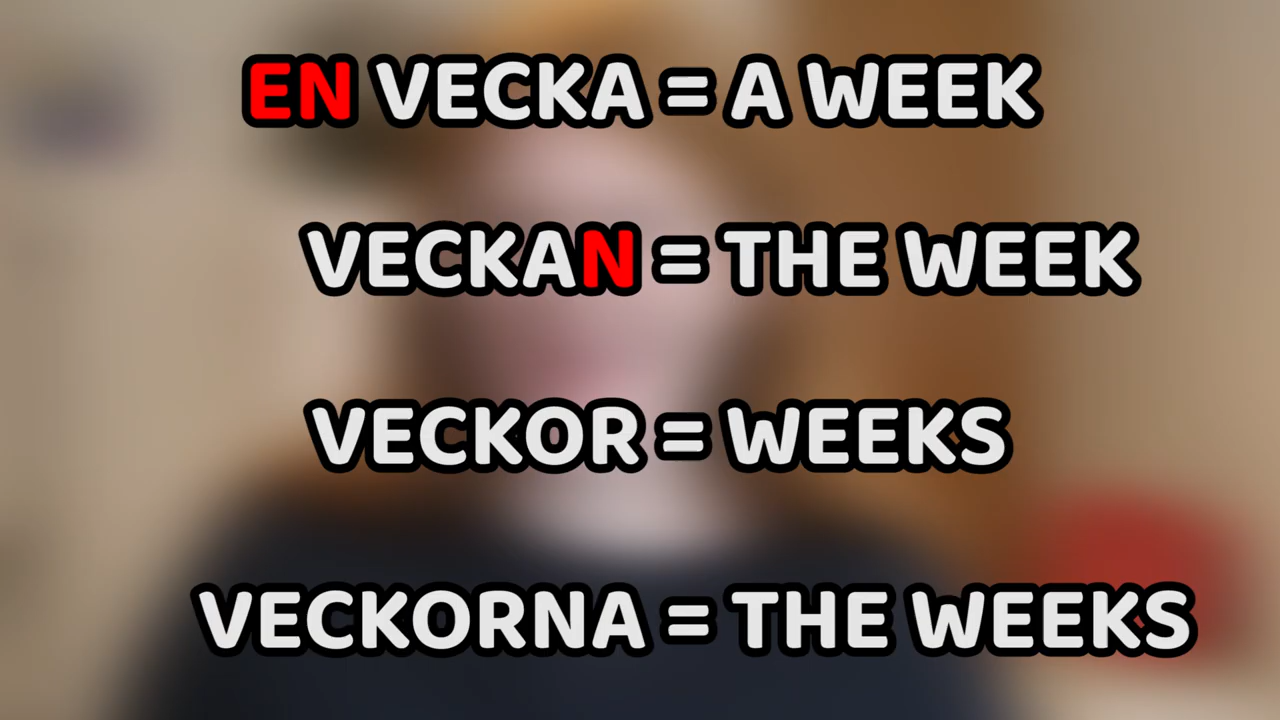 EN VECKA = A WEEK
VECKAN = THE WEEK
VECKOR = WEEKS
VECKORNA = THE WEEKS